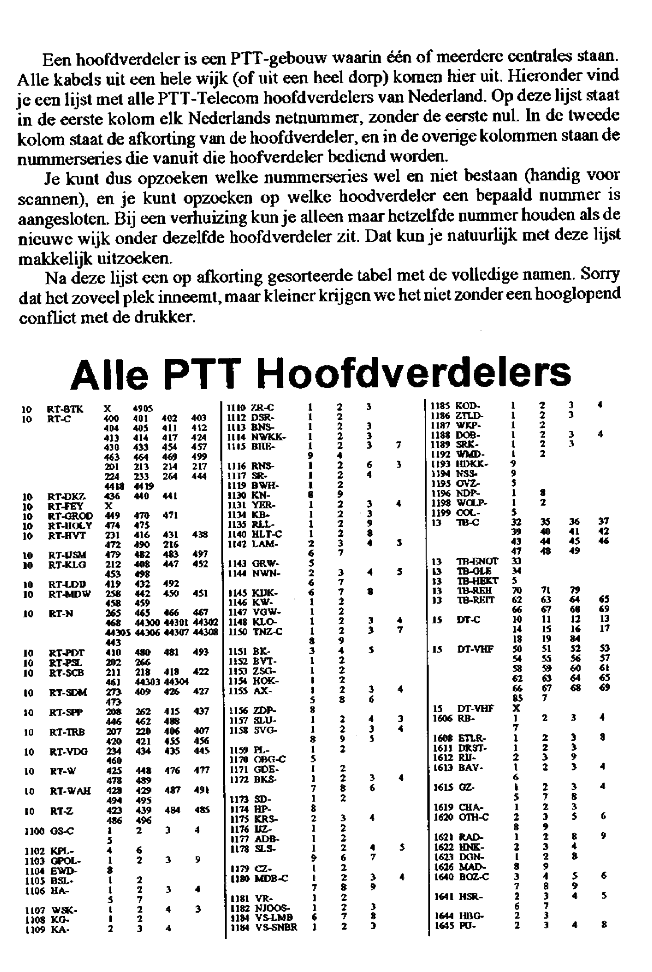 Een hoofdverdeler is een PTT-gebouw waarin één of meerdere centrales staan.
Alle kabels uit een hele wijk (of uit een heel dorp) komen hier uit. Hieronder vind
je een lijst met alle PTT-Telecom hoofdverdelers van Nederland. Op deze lijst staat
in de eerste kolom elk Nederlands netnummer, zonder de eerste nul. In de tweede
kolom staat de afkorting van de hoofdverdeler, en in de overige kolommen staan de
nummerseries die vanuit die hoofverdeler bediend worden.
Je kunt dus opzoeken welke nummerseries wel en niet bestaan (handig voor
scannen), en je kunt opzoeken op welke hoodverdeler een bepaald nummer is
aangesloten. Bij een verhuizing kun je alleen maar hetzelfde nummer houden als de
nieuwe wijk onder dezelfde hoofdverdeler zit. Dat kun je natuurlijk met deze lijst
makkelijk uitzoeken.
Na deze lijst een op afkorting gesorteerde tabel met de volledige namen. Sorry
dat het zoveel plek inneemt, maar kleiner krijgen we het niet zonder een hooglopend
conflict met de drukker.
Alle PTT Hoofdverdelers
10 RT-BTK X 4905
10 RT-C 400 401 402 403
404 405 411 412
413 414 417 424
430 433 454 457
463 464 469 499
201 213 214 217
224 233 264 444
4418 4419
10 RT-DKZ 436 440 441
10 RT-FEY X
10 RT-GROD 449 470 471
10 RT-HOLY 474 475
10 RT-HVT 231 416 431 438
472 490 216
10 RT-USM 479 482 483 497
10 RT-KLG 212 408 447 452
453 498
10 RT-LDB 419 432 492
10 RT-MDW 258 442 450 451
458 459
10 RT-N 265 465 466 467
468 44300 44301 44302
44305 44306 44307 44308
443
10 RT-PDT 410 480 481 493
10 RT-PSL 202 266
10 RT-SCB 211 218 418 422
461 44303 44304
10 RT-SDM 273 409 426 427
473
10 RT-SPP 208 262 415 437
446 462 488
10 RT-TRB 207 220 406 407
420 421 455 456
10 RT-VDG 234 434 435 445
460
10 RT-W 425 448 476 477
478 489
10 RT-WAH 428 429 487 491
494 495
10 RT-Z 423 439 484 485
486 496
1100 GS-C 1 2 3 4
5
1102 KPL- 4 6
1103 GPOL- 1 2 3 9
1104 EWD- 8
1105 BSL- 1 2
1106 HA- 1 2 3 4
5 7
1107 WSK- 1 2 4 3
1108 KG- 1 2
1109 KA- 2 3 4
1110 ZR-C 1 2 3
1112 DSR- 1 2
1113 BNS- 1 2 3
1114 NWKK- 1 2 3
1115 BHE- 1 2 3 7
9 4
1116 RNS- 1 2 6 3
1117 SR- 1 2 4
1119 BWH- 1 2
1130 KN- 8 9
1131 YER- 1 2 3 4
1134 KB- 1 2 3
1135 RLL- 1 2 9
1140 HLT-C 1 2 8
1142 LAM- 2 3 4 5
6 7
1143 GRW- 5
1144 NWN- 2 3 4 5
6 7
1145 KDK- 6 7 8
1146 KW- 1 2
1147 VGW- 1 2
1148 KLO- 1 2 3 4
1150 TNZ-C 1 2 3 7
8 9
1151 BK- 3 4 5
1152 BVT- 1 2
1153 ZSG- 1 2
1154 HOK- 1 2
1155 AX- 1 2 3 4
5 8 6
1156 ZDP- 8
1157 SLU- 1 2 4 3
1158 SVG- 1 2 3 4
8 9 5
1159 PL- 1 2
1170 OBG-C 5
1171 GDE- 1 2
1172 BKS- 1 2 3 4
7 8 6
1173 SD- 1 2
1174 HP- 8
1175 KRS- 2 3 4
1176 IJZ- 1 2
1177 ADB- 1 2
1178 SLS- 1 2 4 5
9 6 7
1179 CZ- 1 2
1180 MDB-C 1 2 3 4
7 8 9
1181 VR- 1 2
1182 NJOOS- 1 2 3
1184 VS-LMB 6 7 8
1184 VS-SNBR 1 2 3
1185 KOD- 1 2 3 4
1186 ZTLD- 1 2 3
1187 WKP- 1 2
1188 DOB- 1 2 3 4
1189 SRK- 1 2 3
1192 WMD- 1 2
1193 HDKK- 9
1194 NSS- 9
1195 OVZ- 5
1196 NDP- 1 8
1198 WOLP- 1 2
1199 COL- 5
13 TB-C 32 35 36 37
39 40 41 42
43 44 45 46
47 48 49
13 TB-ENOT 33
13 TB-GLE 34
13 TB-HEKT 5
13 TB-REH 70 71 79
13 TB-REIT 62 63 64 65
66 67 68 69
15 DT-C 10 11 12 13
14 15 16 17
18 19 84
15 DT-VHF 50 51 52 53
54 55 56 57
58 59 60 61
62 63 64 65
66 67 68 69
85 7
15 DT-VHF X
1606 RB- 1 2 3 4
7
1608 ETLR- 1 2 3 8
1611 DRST- 1 2 3
1612 RIJ- 2 3 9
1613 BAV- 1 2 3 4
6
1615 GZ- 1 2 3 4
5 7 8
1619 CHA- 1 2 3
1620 OTH-C 2 3 5 6
8 9
1621 RAD- 1 2 8 9
1622 HNK- 2 3 4
1623 DGN- 1 2 8
1626 MAD- 8 9
1640 BOZ-C 3 4 5 6
7 8 9
1641 HSR- 2 3 4 5
6 7
1644 HBG- 2 3
1645 PU- 2 3 4 8